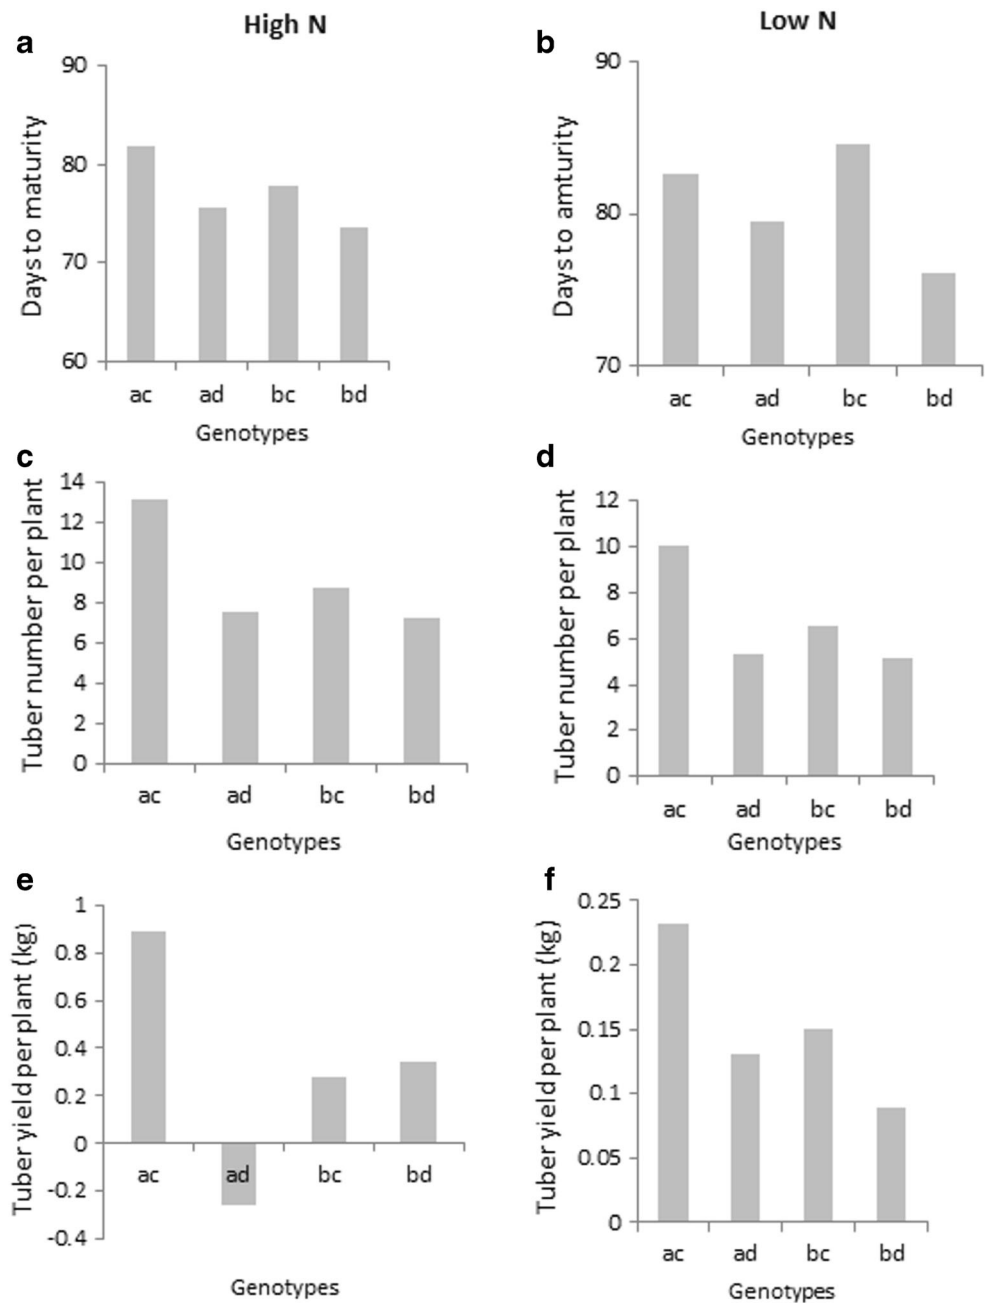 High N
Low N
a
90
80
70
60
Days to maturity
ac ad bc bd
Genotypes
b
90
80
70
Days to amturity
ac ad bc bd
Genotypes
c
14
12
10
8
6
4
2
0
Tuber number per plant
ac ad bc bd
Genotypes
d
12
10
8
6
4
2
0
Tuber number per plant
ac ad bc bd
Genotypes
e
1
0.8
0.6
0.4
0.2
0
-0.2
-0.4
Tuber yield per plant (kg)
ac ad bc bd
Genotypes
f
0.25
0.2
0.15
0.1
0.05
0
Tuber yield per plant (kg)
ac ad bc bd
Genotypes